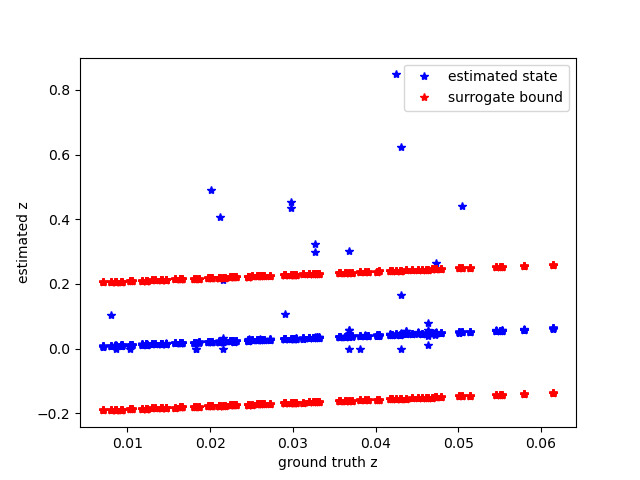 estimated state
surrogate bound
0.8
0.6
0.4
0.2
0.0
−0.2
estimated z
0.01 0.02 0.03 0.04 0.05 0.06
ground truth z